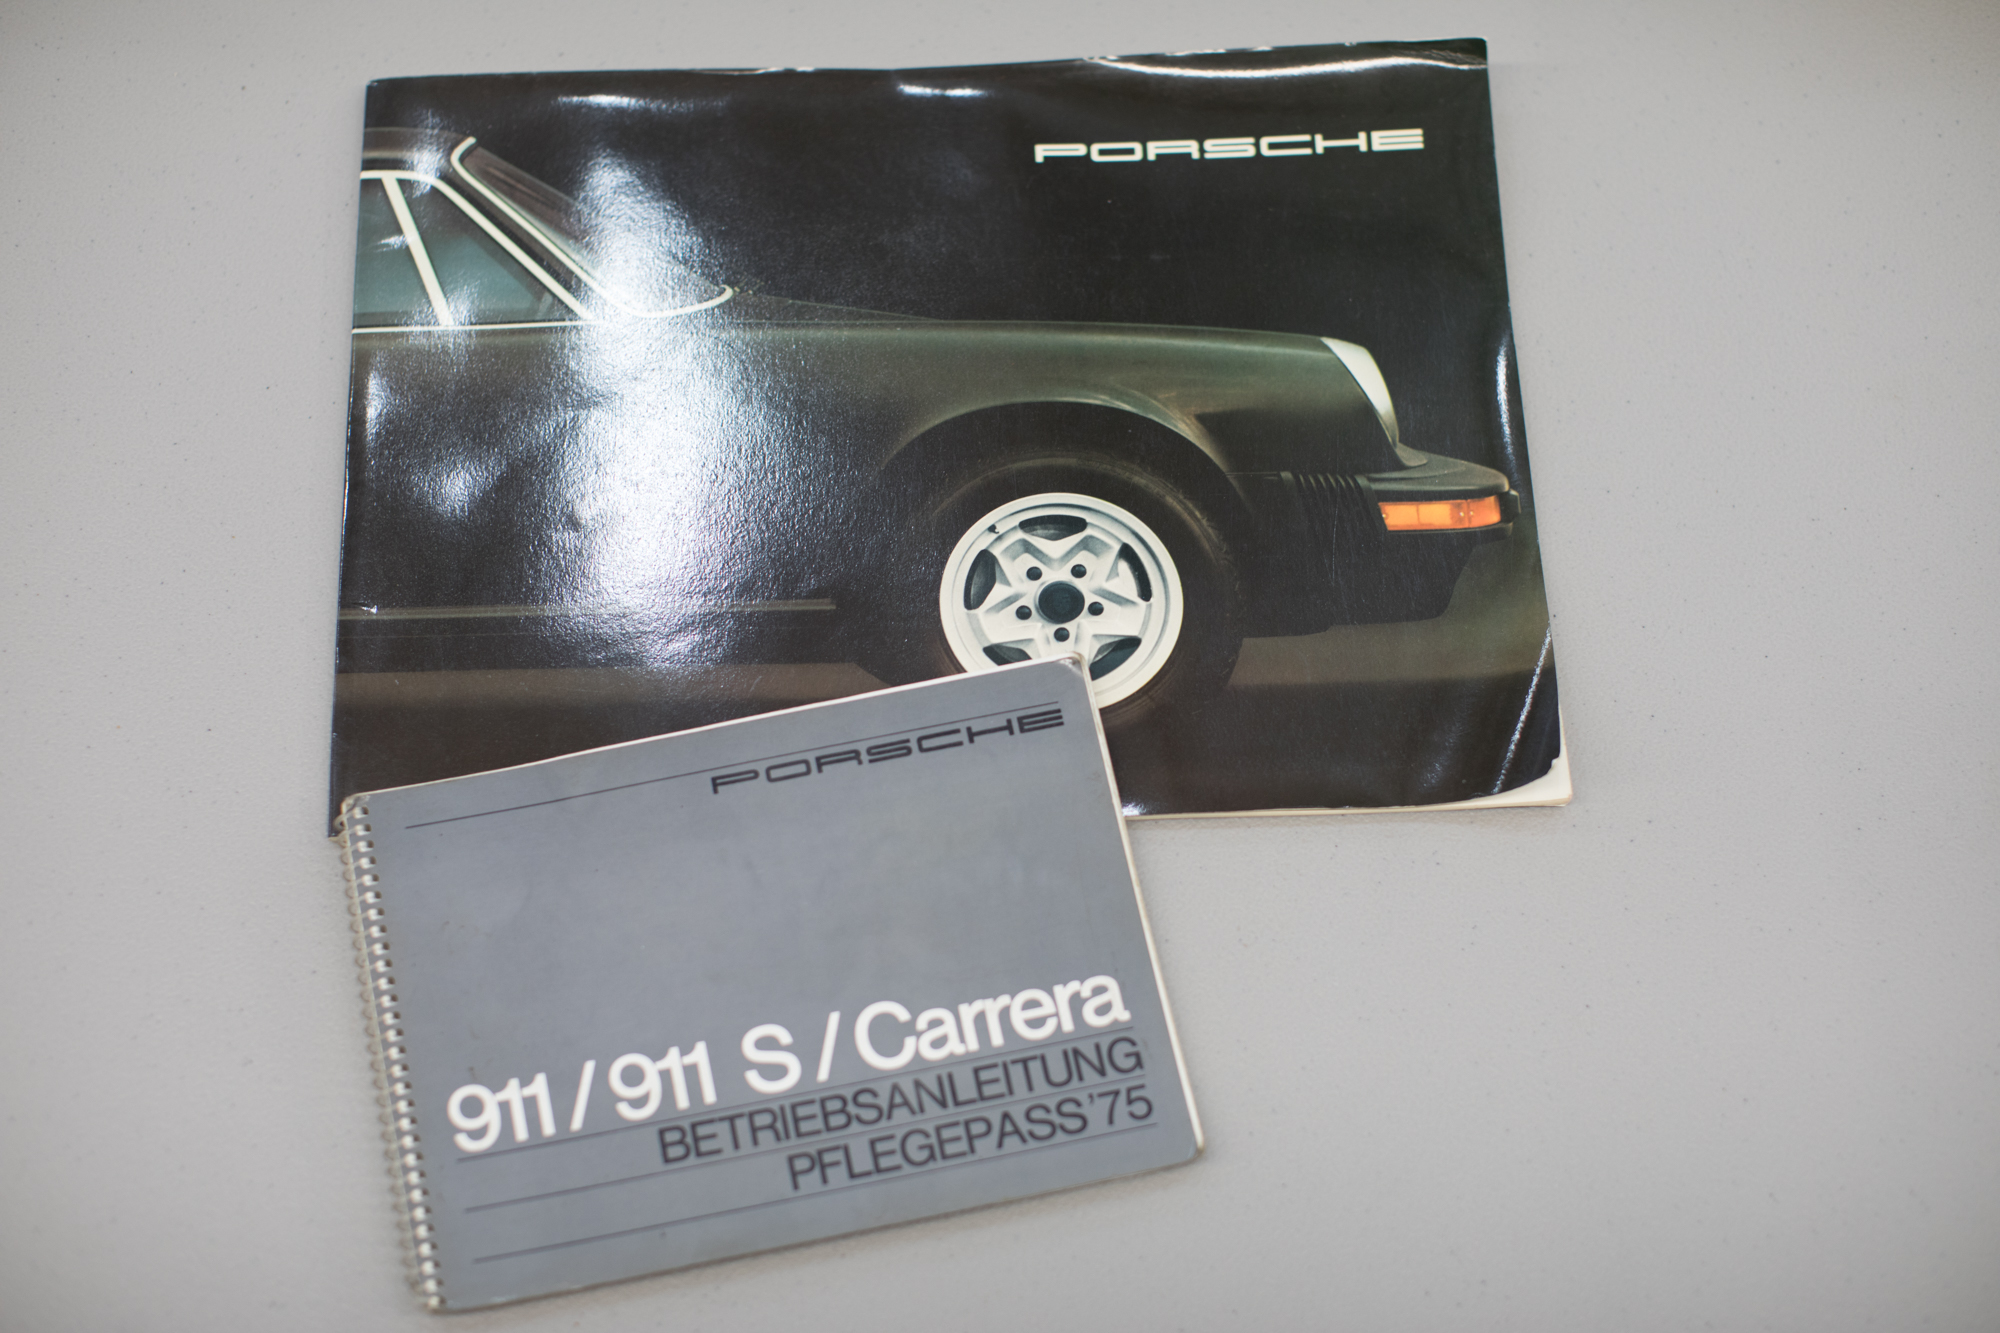 PORSCHE
PORSCHE
911/911 S/Carrera
BETRIEBSANLEITUNG
PFLEGEPASS'75